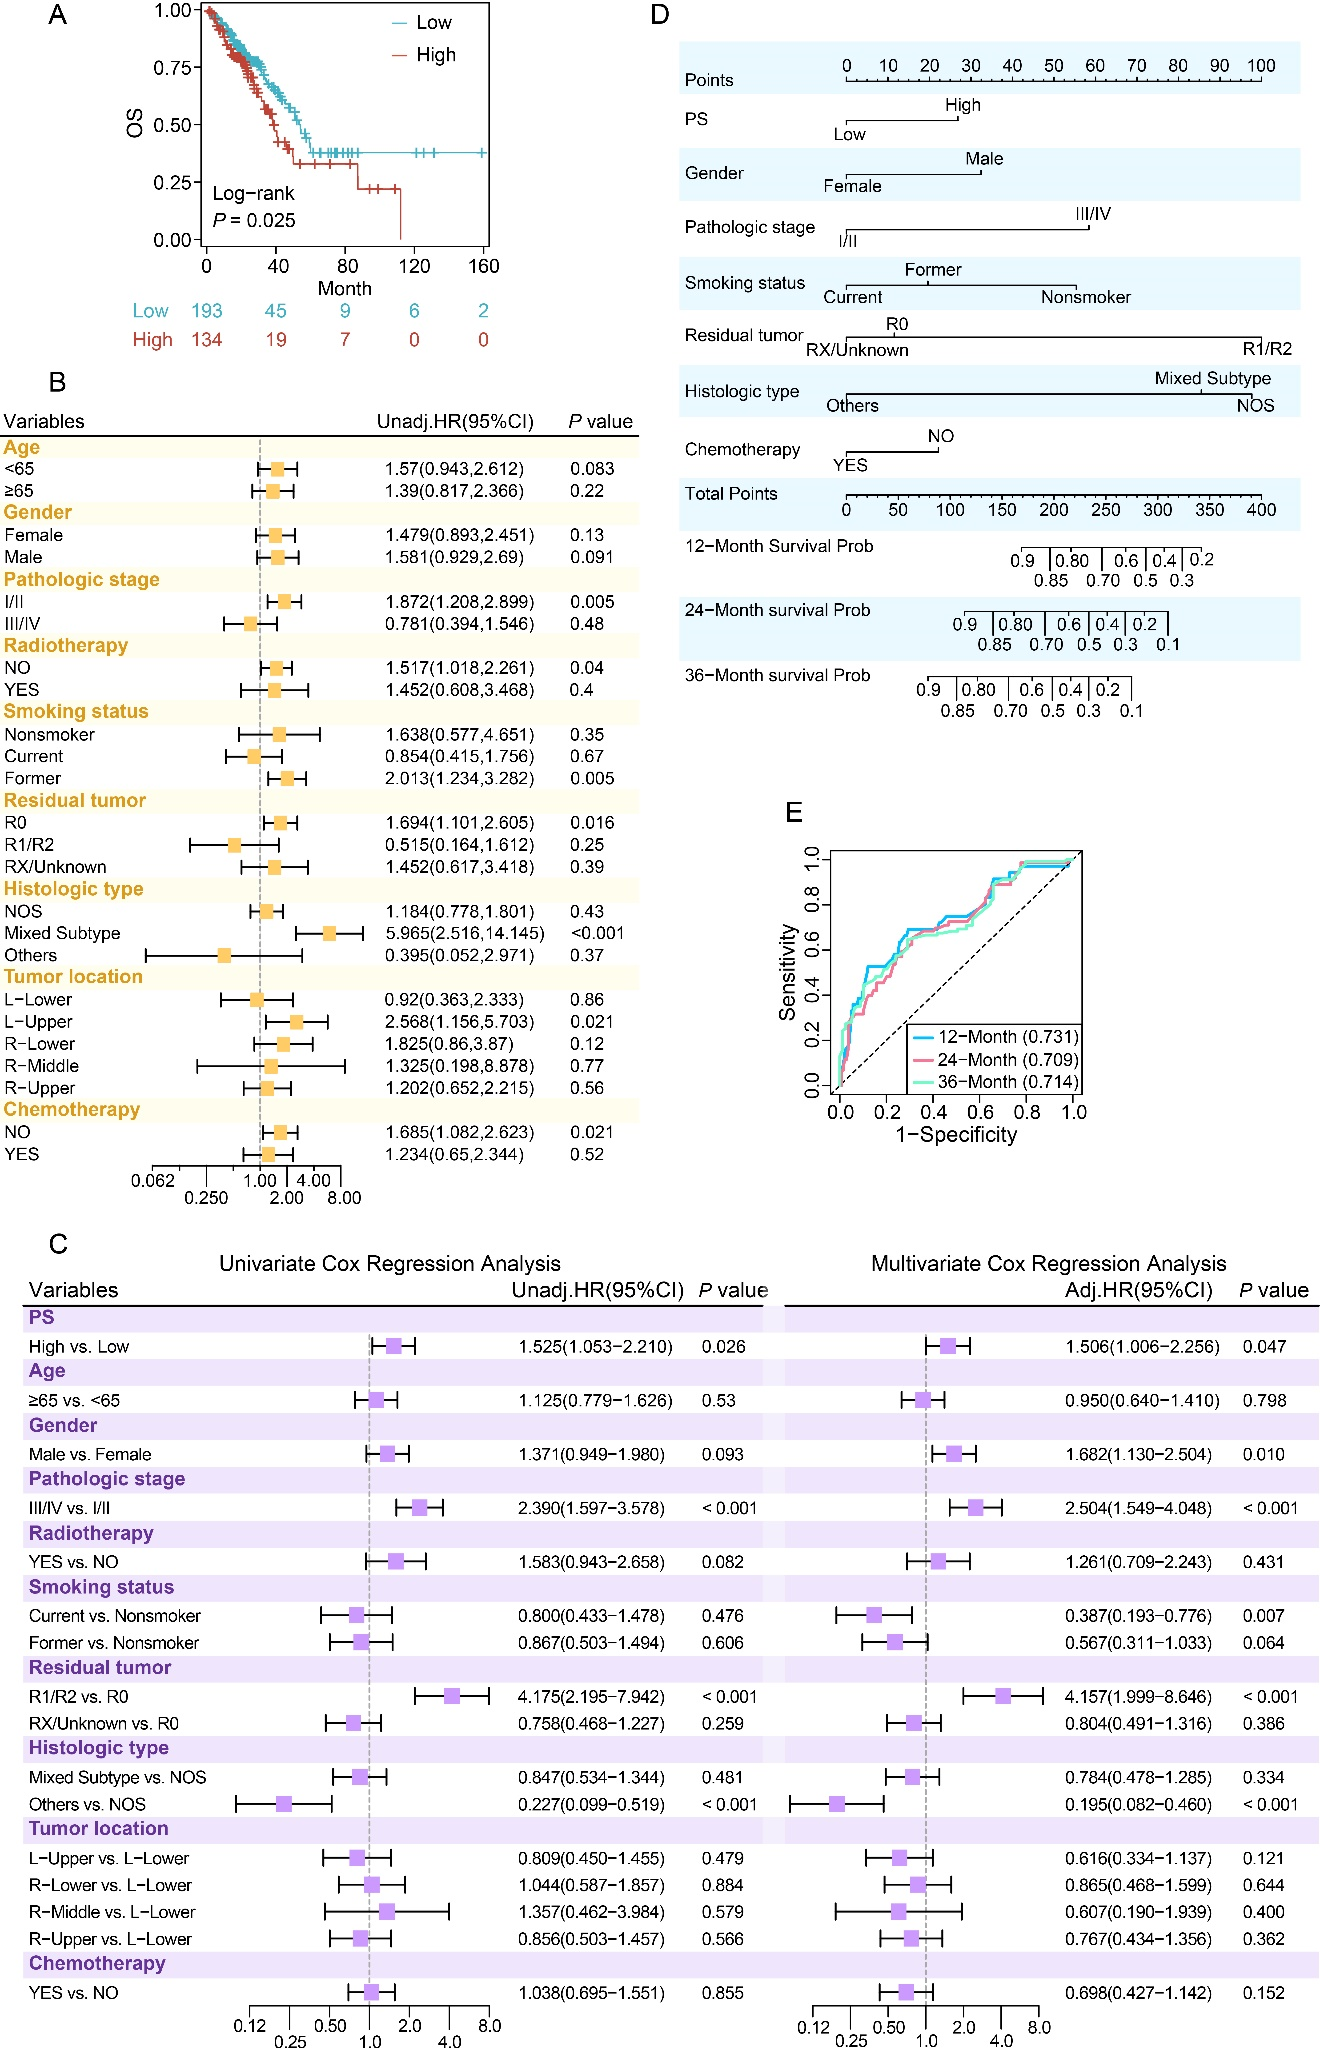 A
1.00
0.75
0.50
0.25
0.00
OS
Low
High
Log−rank
P = 0.025
0 40 80 120 160
Month
Low 193 45 9 6 2
High 134 19 7 0 0
B
Variables Unadj.HR(95%CI) P value
Age
<65 1.57(0.943,2.612) 0.083
≥65 1.39(0.817,2.366) 0.22
Gender
Female 1.479(0.893,2.451) 0.13
Male 1.581(0.929,2.69) 0.091
Pathologic stage
I/II 1.872(1.208,2.899) 0.005
III/IV 0.781(0.394,1.546) 0.48
Radiotherapy
NO 1.517(1.018,2.261) 0.04
YES 1.452(0.608,3.468) 0.4
Smoking status
Nonsmoker 1.638(0.577,4.651) 0.35
Current 0.854(0.415,1.756) 0.67
Former 2.013(1.234,3.282) 0.005
Residual tumor
R0 1.694(1.101,2.605) 0.016
R1/R2 0.515(0.164,1.612) 0.25
RX/Unknown 1.452(0.617,3.418) 0.39
Histologic type
NOS 1.184(0.778,1.801) 0.43
Mixed Subtype 5.965(2.516,14.145) <0.001
Others 0.395(0.052,2.971) 0.37
Tumor location
L−Lower 0.92(0.363,2.333) 0.86
L−Upper 2.568(1.156,5.703) 0.021
R−Lower 1.825(0.86,3.87) 0.12
R−Middle 1.325(0.198,8.878) 0.77
R−Upper 1.202(0.652,2.215) 0.56
Chemotherapy
NO 1.685(1.082,2.623) 0.021
YES 1.234(0.65,2.344) 0.52
0.062 1.00 4.00
0.250 2.00 8.00
D
Points 0 10 20 30 40 50 60 70 80 90 100
High
PS
Low
Male
Gender
Female
III/IV
Pathologic stage
I/II
Former
Smoking status
Current Nonsmoker
R0
Residual tumor
RX/Unknown R1/R2
Mixed Subtype
Histologic type
Others NOS
NO
Chemotherapy
YES
Total Points
0 50 100 150 200 250 300 350 400
12−Month Survival Prob
0.9 0.80 0.6 0.4 0.2
0.85 0.70 0.5 0.3
24−Month survival Prob
0.9 0.80 0.6 0.4 0.2
0.85 0.70 0.5 0.3 0.1
36−Month survival Prob
0.9 0.80 0.6 0.4 0.2
0.85 0.70 0.5 0.3 0.1
E
1.0
0.8
0.6
0.4
0.2
0.0
Sensitivity
12−Month (0.731)
24−Month (0.709)
36−Month (0.714)
0.0 0.2 0.4 0.6 0.8 1.0
1−Specificity
C
Univariate Cox Regression Analysis Multivariate Cox Regression Analysis
Variables Unadj.HR(95%CI) P value Adj.HR(95%CI) P value
PS
High vs. Low 1.525(1.053−2.210) 0.026 1.506(1.006−2.256) 0.047
Age
≥65 vs. <65 1.125(0.779−1.626) 0.53 0.950(0.640−1.410) 0.798
Gender
Male vs. Female 1.371(0.949−1.980) 0.093 1.682(1.130−2.504) 0.010
Pathologic stage
III/IV vs. I/II 2.390(1.597−3.578) < 0.001 2.504(1.549−4.048) < 0.001
Radiotherapy
YES vs. NO 1.583(0.943−2.658) 0.082 1.261(0.709−2.243) 0.431
Smoking status
Current vs. Nonsmoker 0.800(0.433−1.478) 0.476 0.387(0.193−0.776) 0.007
Former vs. Nonsmoker 0.867(0.503−1.494) 0.606 0.567(0.311−1.033) 0.064
Residual tumor
R1/R2 vs. R0 4.175(2.195−7.942) < 0.001 4.157(1.999−8.646) < 0.001
RX/Unknown vs. R0 0.758(0.468−1.227) 0.259 0.804(0.491−1.316) 0.386
Histologic type
Mixed Subtype vs. NOS 0.847(0.534−1.344) 0.481 0.784(0.478−1.285) 0.334
Others vs. NOS 0.227(0.099−0.519) < 0.001 0.195(0.082−0.460) < 0.001
Tumor location
L−Upper vs. L−Lower 0.809(0.450−1.455) 0.479 0.616(0.334−1.137) 0.121
R−Lower vs. L−Lower 1.044(0.587−1.857) 0.884 0.865(0.468−1.599) 0.644
R−Middle vs. L−Lower 1.357(0.462−3.984) 0.579 0.607(0.190−1.939) 0.400
R−Upper vs. L−Lower 0.856(0.503−1.457) 0.566 0.767(0.434−1.356) 0.362
Chemotherapy
YES vs. NO 1.038(0.695−1.551) 0.855 0.698(0.427−1.142) 0.152
0.12 0.50 2.0 8.0 0.12 0.50 2.0 8.0
0.25 1.0 4.0 0.25 1.0 4.0